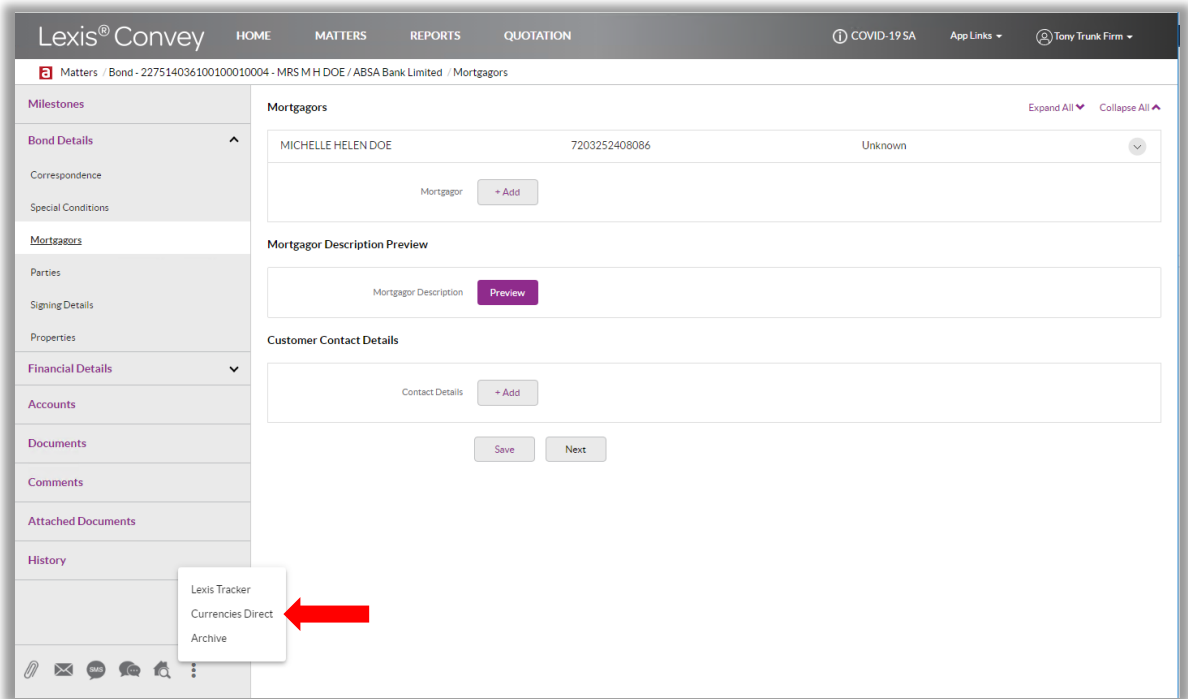 Lexis® Convey HOME MATTERS REPORTS QUOTATION COVID-19 SA App Links Tony Trunk Firm
a Matters / Bond - 227514036100100010004 - MRS M H DOE / ABSA Bank Limited / Mortgagors
Milestones
Bond Details
Correspondence
Special Conditions
Mortgagors
Parties
Signing Details
Properties
Financial Details
Accounts
Documents
Comments
Attached Documents
History
Lexis Tracker
Currencies Direct
Archive
SMS
Mortgagors Expand All Collapse All
MICHELLE HELEN DOE 7203252408086 Unknown
Mortgagor + Add
Mortgagor Description Preview
Mortgagor Description Preview
Customer Contact Details
Contact Details + Add
Save Next